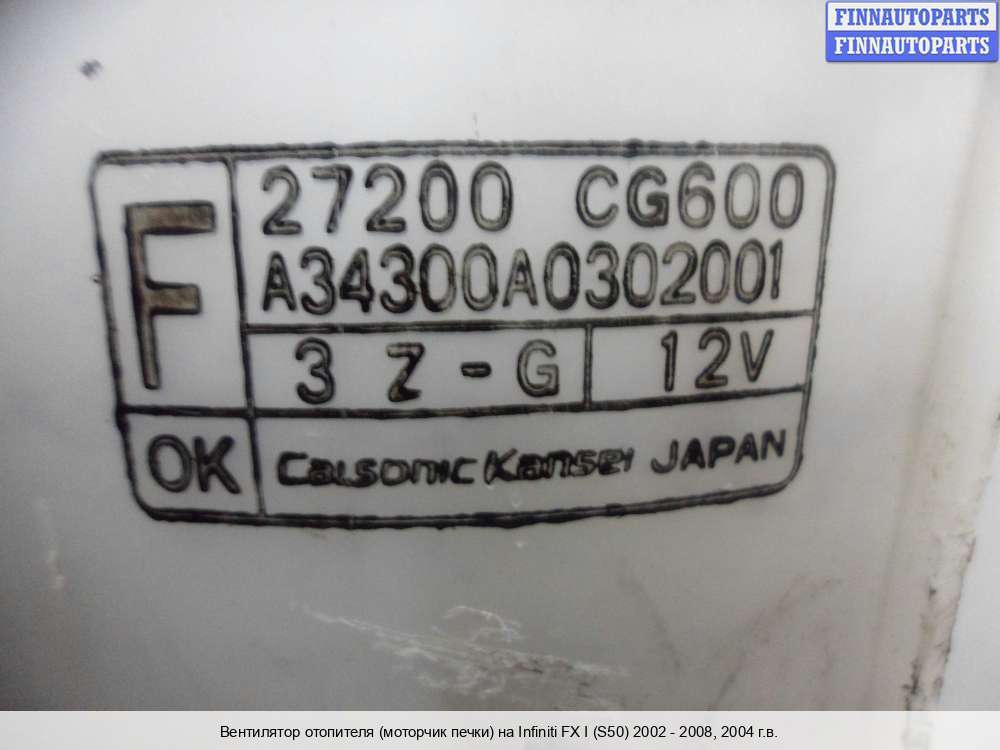 FINNAUTOPARTS
FINNAUTOPARTS
F
27200 CG600
A34300A0302001
3 Z - G
12V
OK
Calsonic Kansei JAPAN
Вентилятор отопителя (моторчик печки) на Infiniti FX I (S50) 2002 - 2008, 2004 г.в.